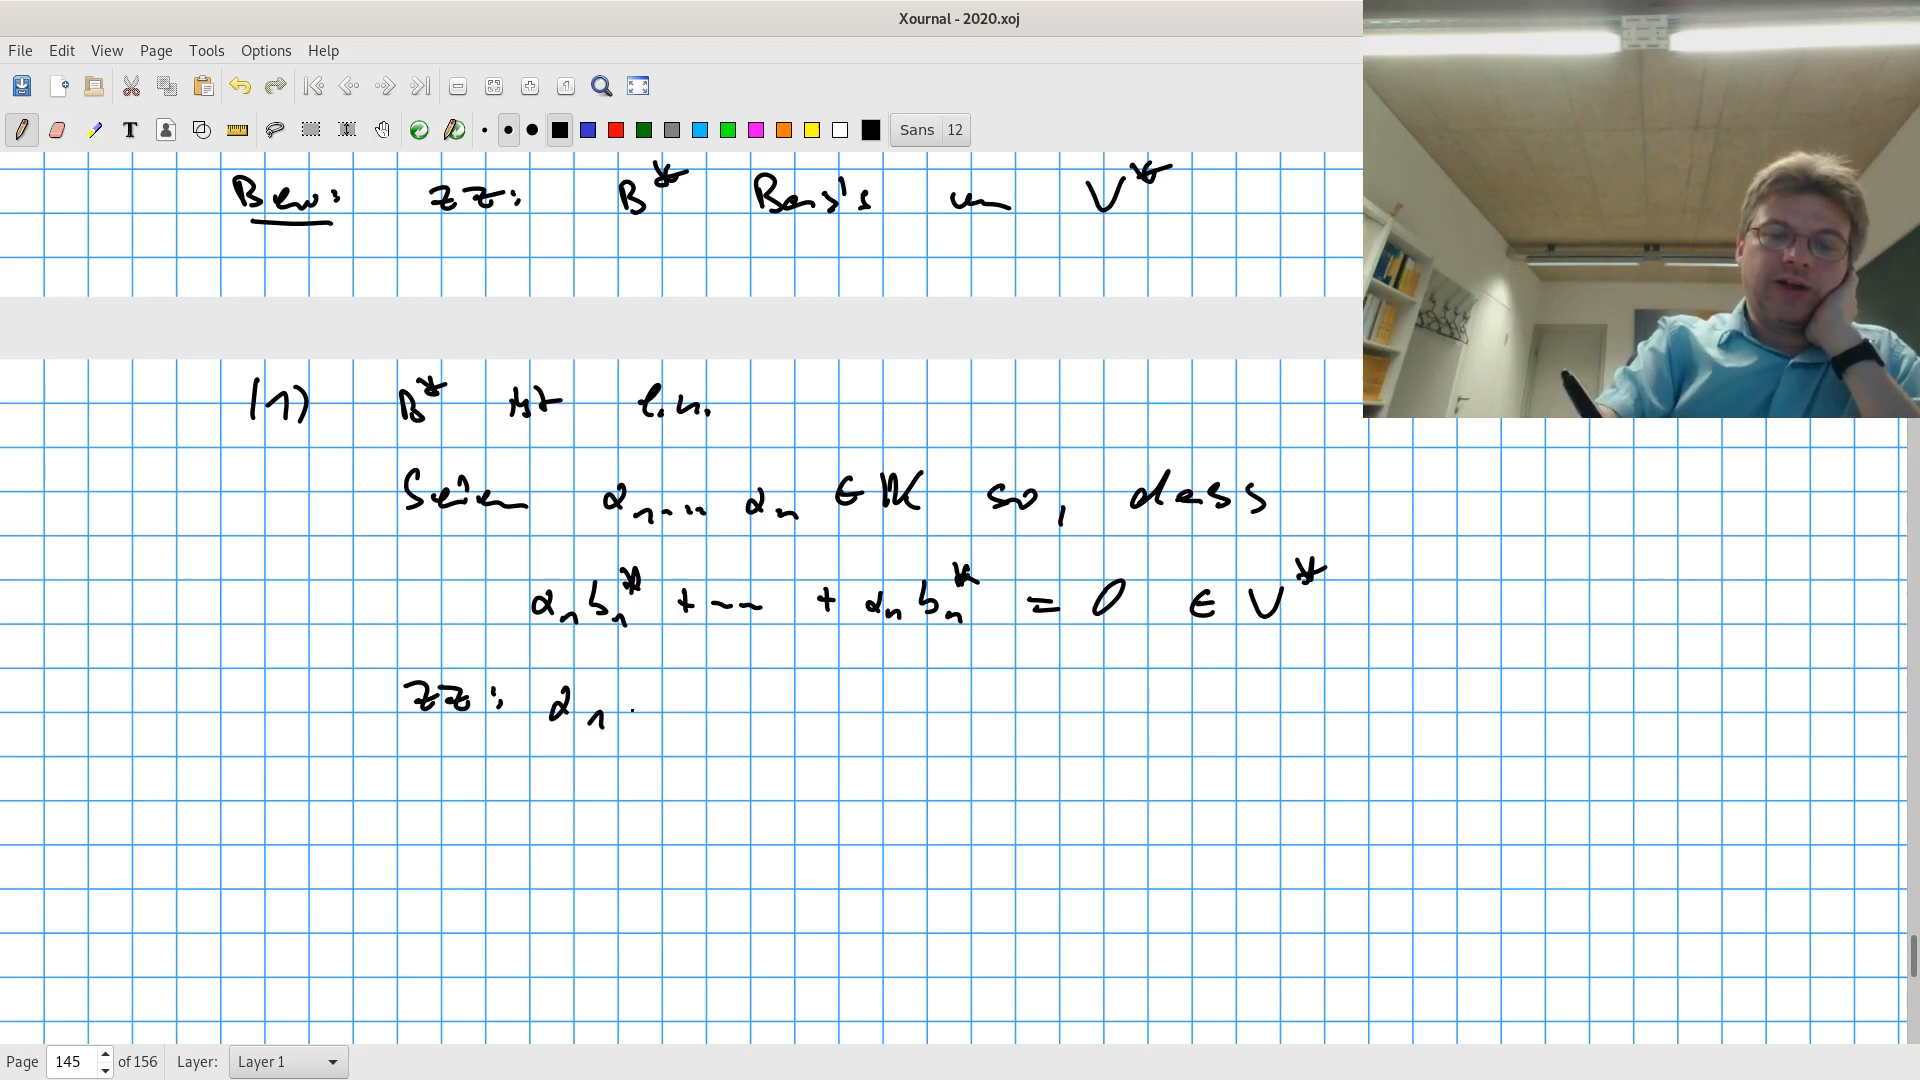 Xournal - 2020.xoj
File Edit View Page Tools Options Help
Sans 12
Bew: ZZ: B* Basis von V*
(1) B* ist l.u.
Seien α₁, ... αₙ ∈ K so, dass
α₁b₁* + -- + αₙbₙ* = 0 ∈ V*
ZZ: α₁ .
Page 145 of 156 Layer: Layer 1